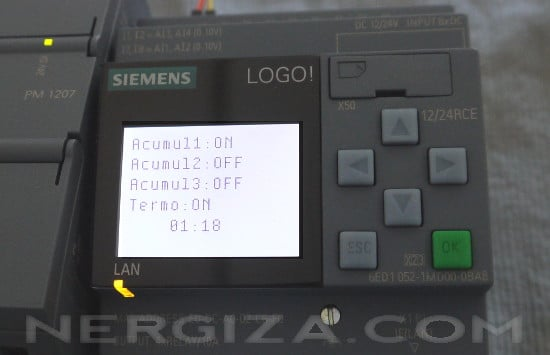 I1, I2 = AI3, AI4 (0..10V)
DC 12/24V INPUT 8xDC
PM 1207
SIEMENS LOGO!
X50
12/24RCE
Acumul1:ON
Acumul2:OFF
Acumul3:OFF
Termo:ON
01:18
ESC OK
X23
LAN
6ED1 052-1MD00-0BA8
NERGIZA.COM